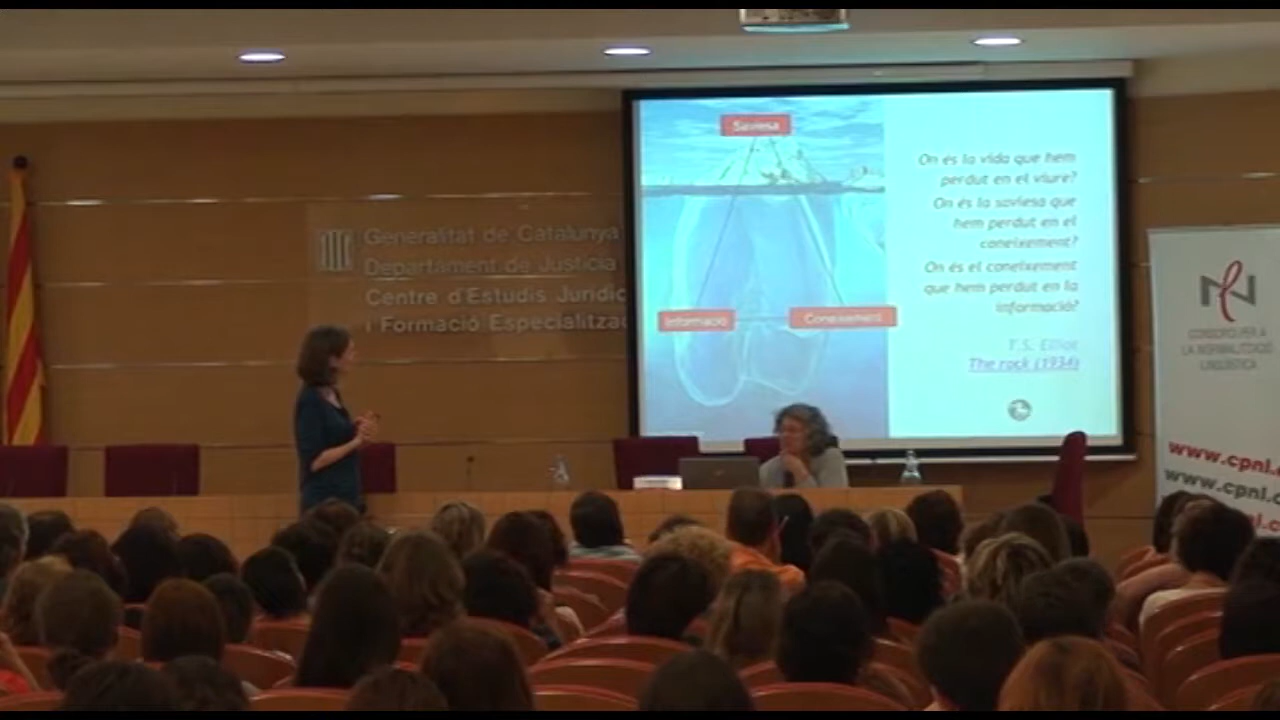 Saviesa
On és la vida que hem
perdut en el viure?
On és la saviesa que
hem perdut en el
coneixement?
On és el coneixement
que hem perdut en la
informació?
T.S. Elliot
The rock (1934)
Informació
Coneixement
Generalitat de Catalunya
Departament de Justícia
Centre d'Estudis Jurídic
i Formació Especialitza
CONSORCI PER A
LA NORMALITZACIÓ
LINGÜÍSTICA
www.cpnl.c
www.cpnl.c